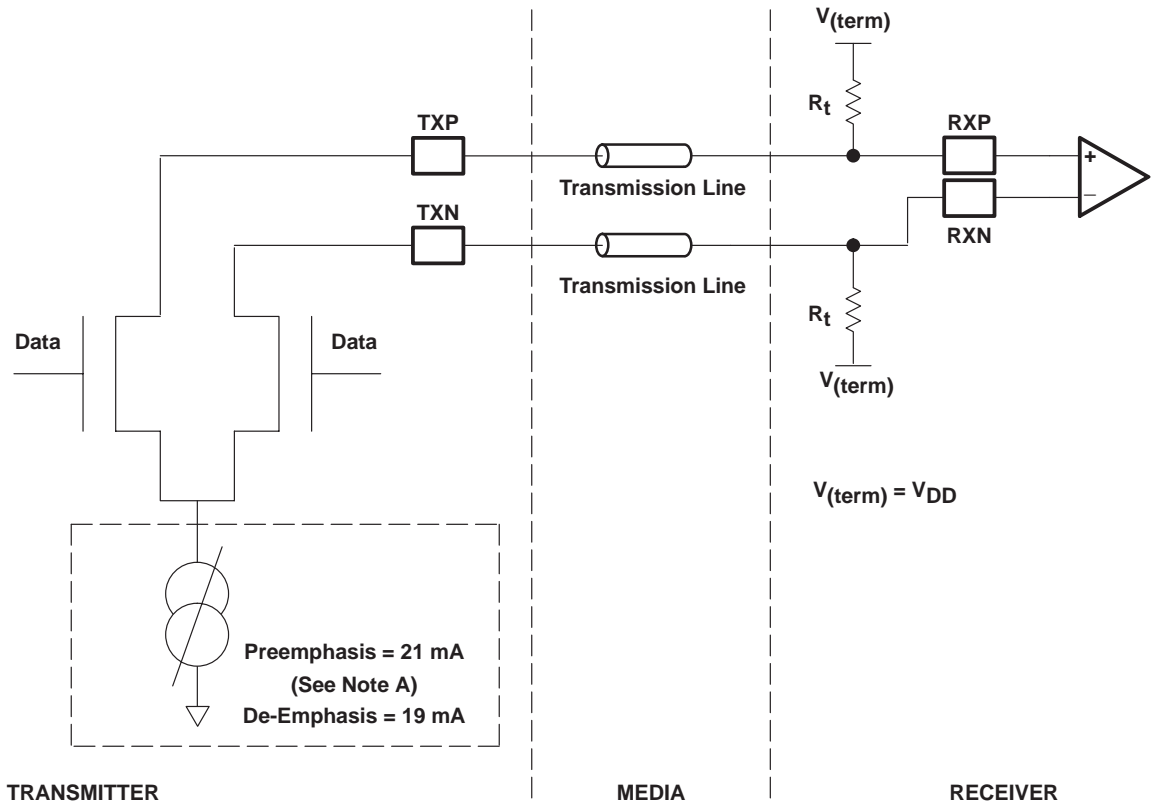 V(term)
Rt
TXP
RXP
+
Transmission Line
−
TXN
RXN
Transmission Line
Rt
Data
Data
V(term)
V(term) = VDD
Preemphasis = 21 mA
(See Note A)
De-Emphasis = 19 mA
TRANSMITTER
MEDIA
RECEIVER